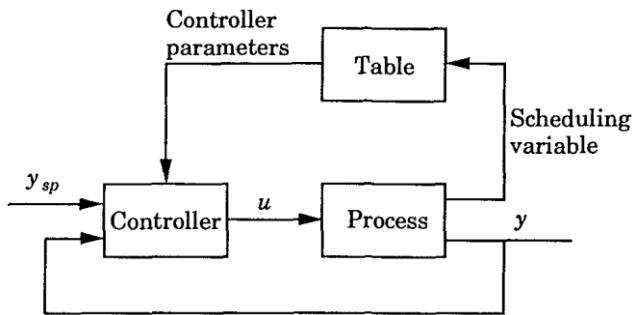 Controller
parameters
Table
Scheduling
variable
y_sp
Controller
u
Process
y